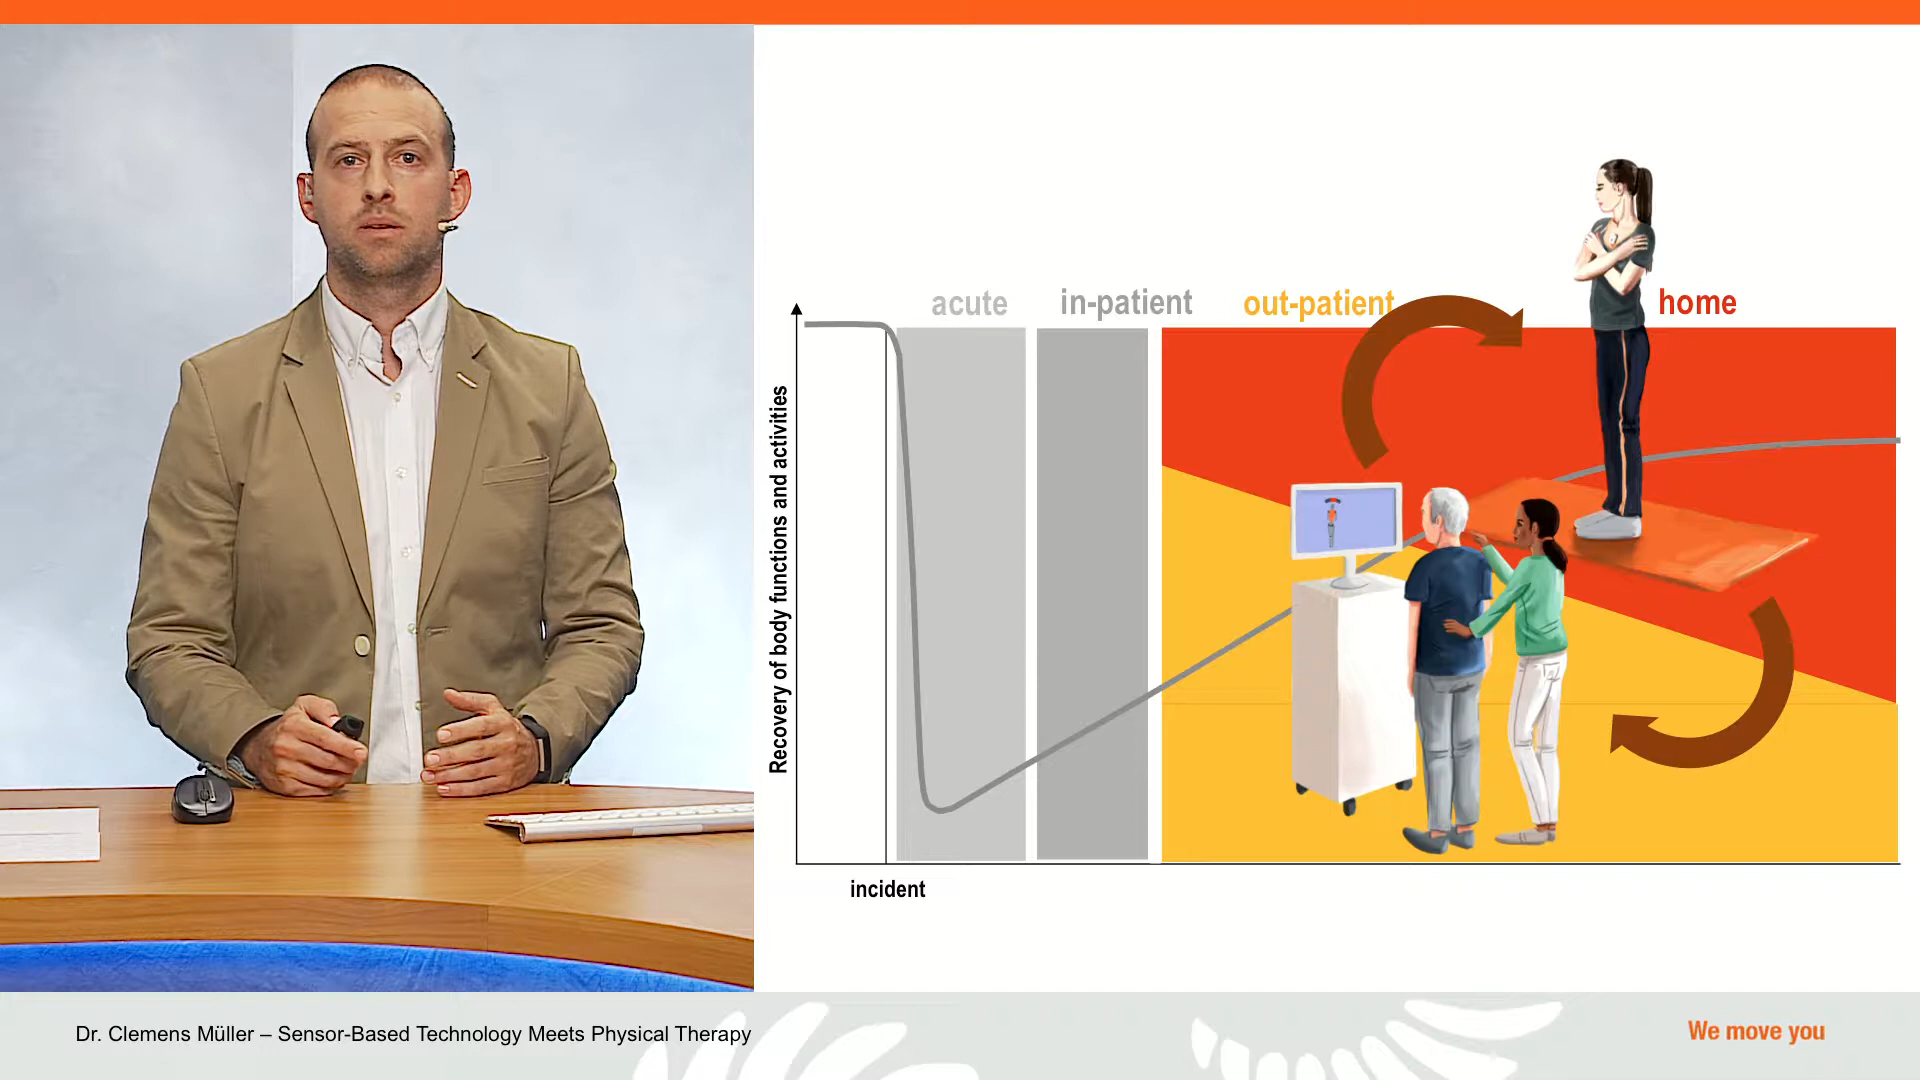 acute
in-patient
out-patient
home
Recovery of body functions and activities
incident
Dr. Clemens Müller – Sensor-Based Technology Meets Physical Therapy
We move you